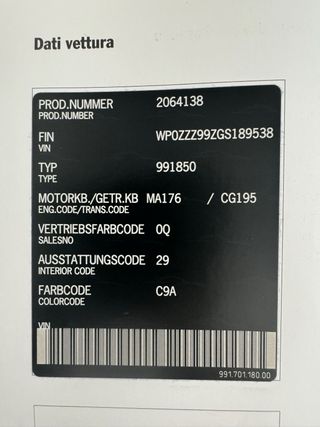 Dati vettura
PROD.NUMMER 2064138
PROD.NUMBER
FIN WP0ZZZ99ZGS189538
VIN
TYP 991850
TYPE
MOTORKB./GETR.KB MA176 / CG195
ENG.CODE/TRANS.CODE
VERTRIEBSFARBCODE 0Q
SALESNO
AUSSTATTUNGSCODE 29
INTERIOR CODE
FARBCODE C9A
COLORCODE
VIN
991.701.180.00